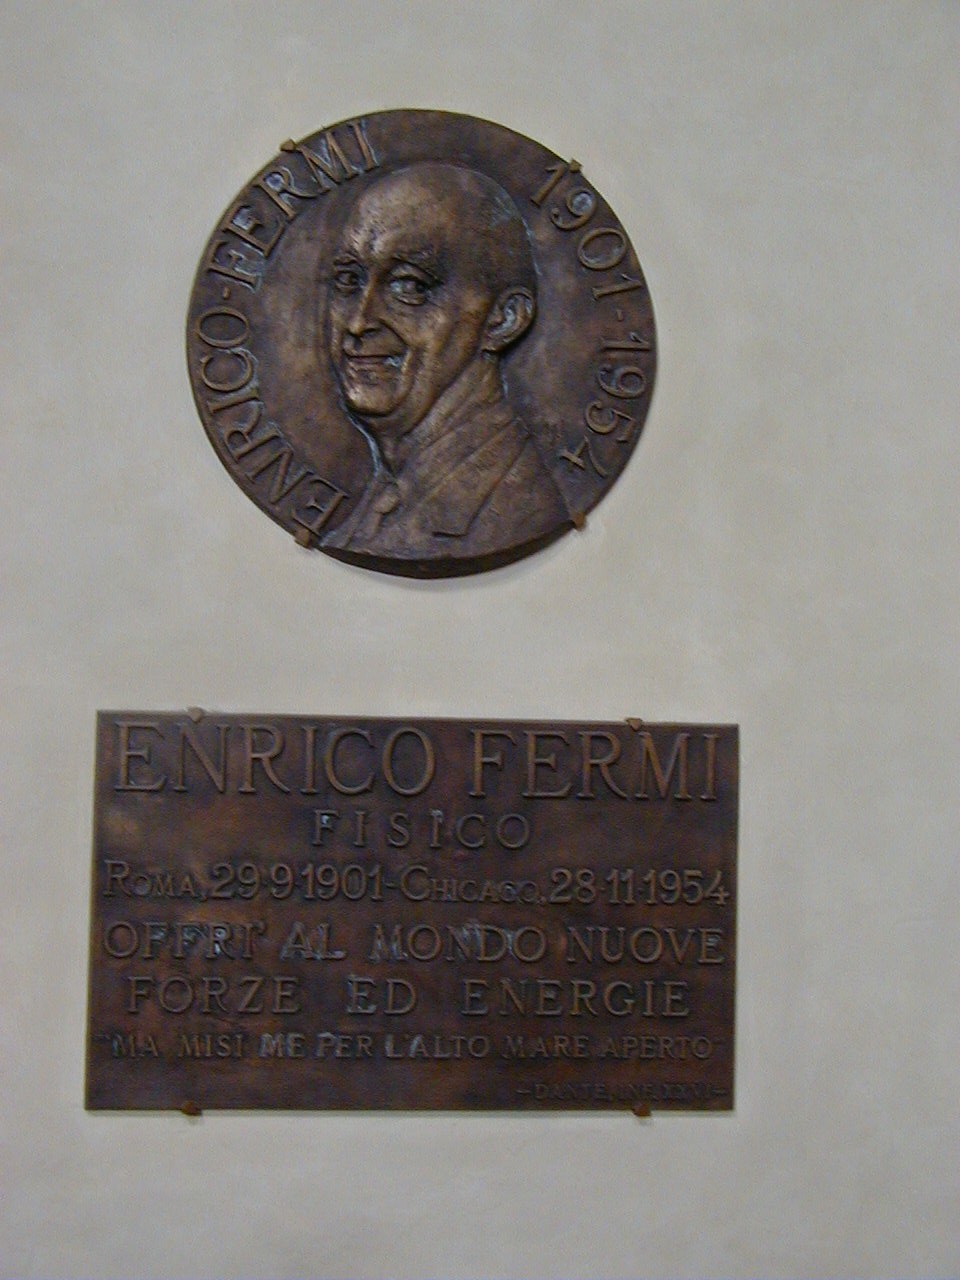 ENRICO-FERMI 1901-1954
ENRICO FERMI
FISICO
ROMA, 29·9·1901-CHICAGO, 28·11·1954
OFFRI' AL MONDO NUOVE
FORZE ED ENERGIE
"MA MISI ME PER L'ALTO MARE APERTO"
-DANTE, INF. XXVI-